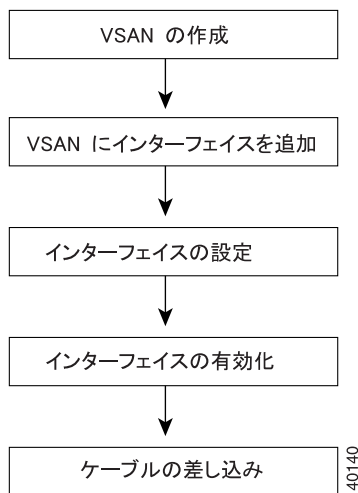 VSAN の作成
VSAN にインターフェイスを追加
インターフェイスの設定
インターフェイスの有効化
ケーブルの差し込み
40140